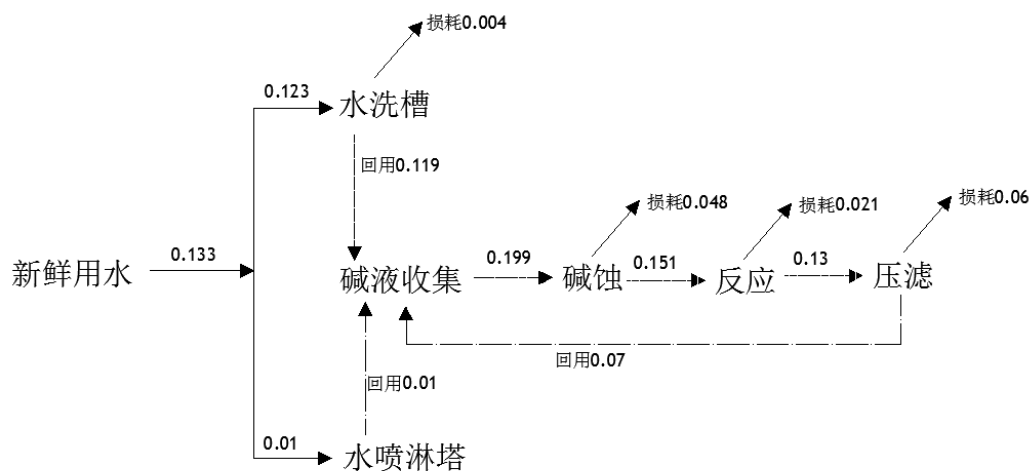 损耗0.004
0.123
水洗槽
回用0.119
损耗0.048
损耗0.021
损耗0.06
新鲜用水
0.133
碱液收集
0.199
碱蚀
0.151
反应
0.13
压滤
回用0.07
回用0.01
0.01
水喷淋塔